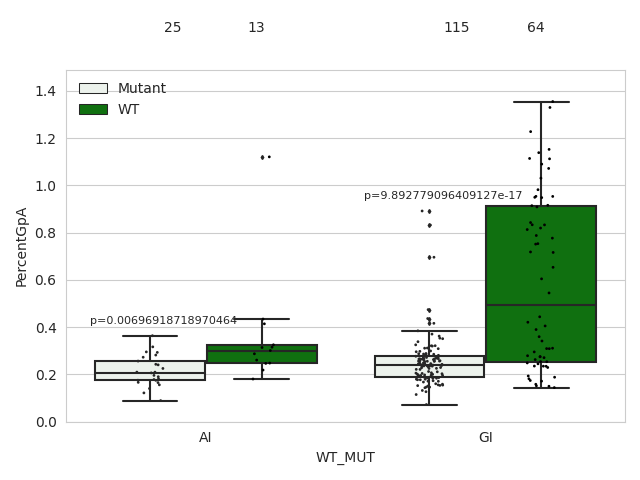 25 13 115 64
Mutant
WT
1.4
1.2
1.0
0.8
0.6
0.4
0.2
0.0
PercentGpA
p=0.00696918718970464
p=9.892779096409127e-17
AI GI
WT_MUT